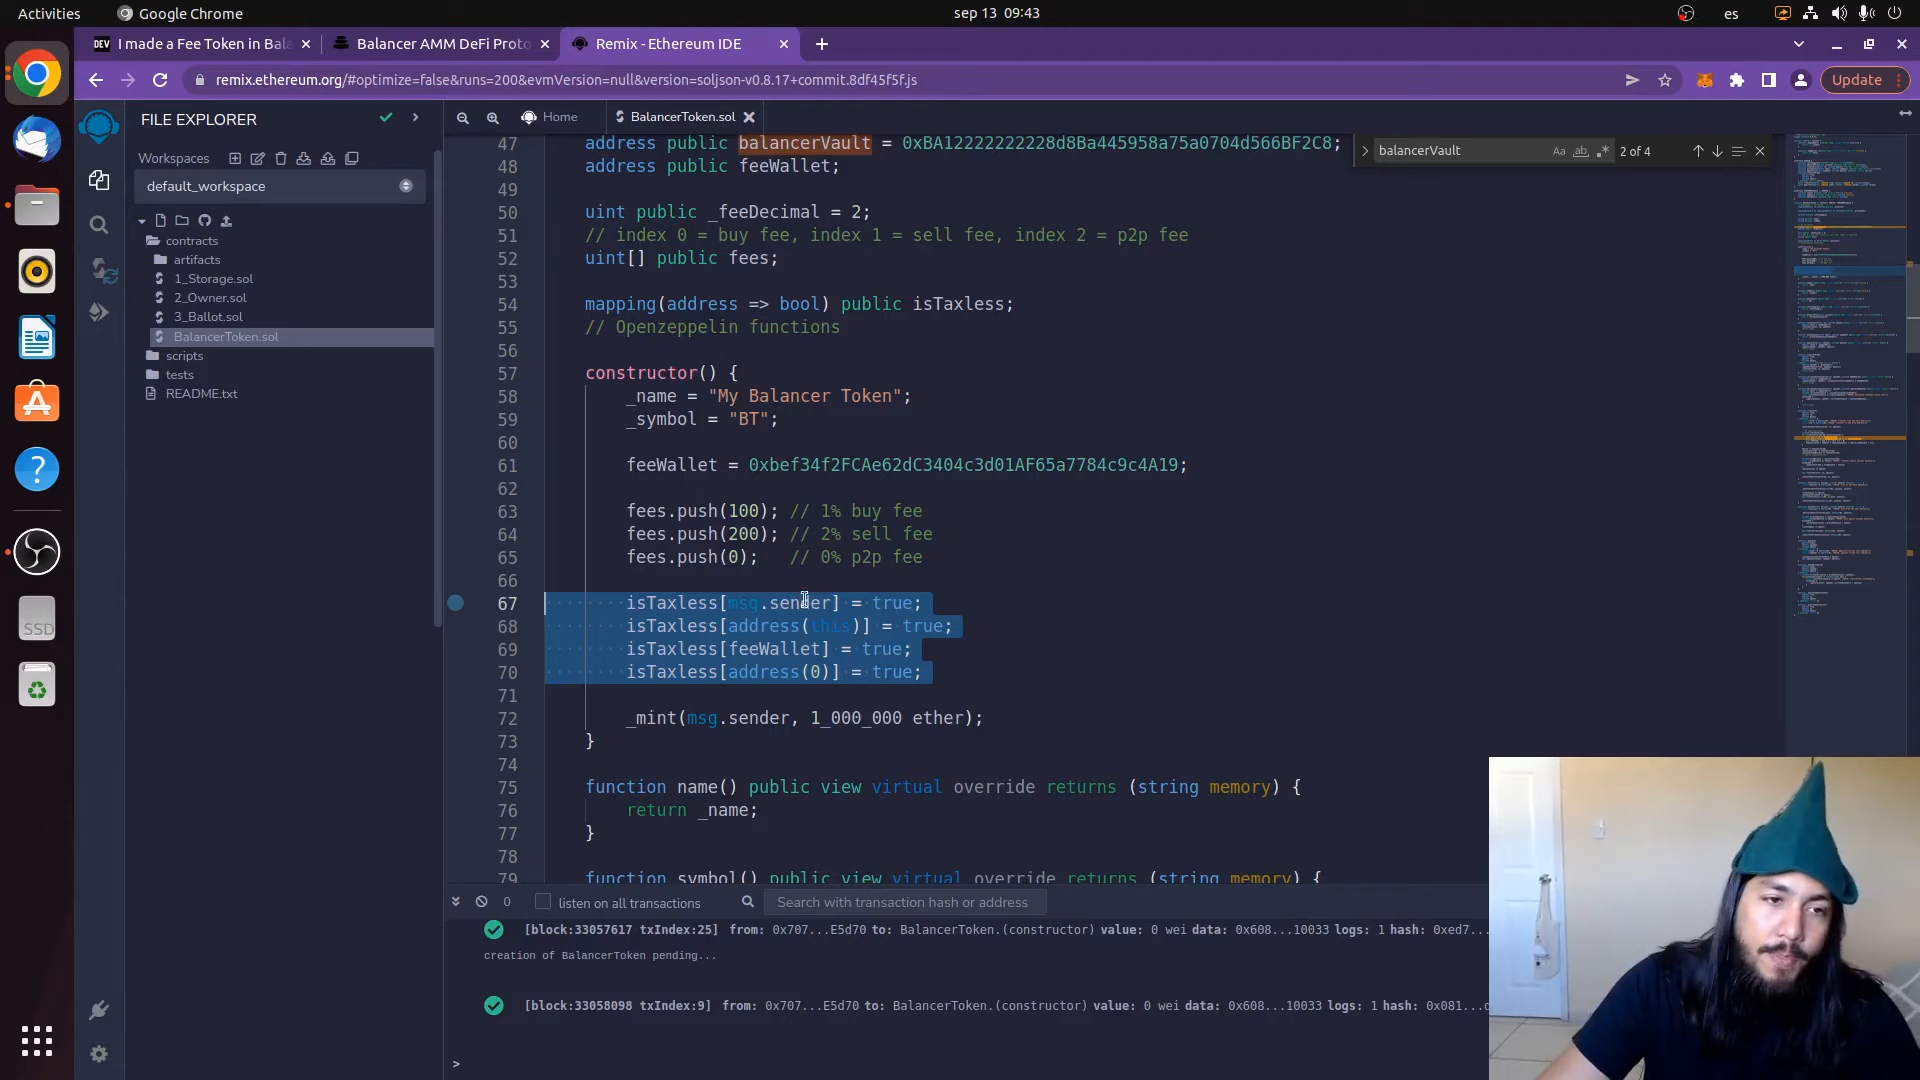 Activities
Google Chrome
sep 13 09:43
es
DEV
I made a Fee Token in Bala
Balancer AMM DeFi Proto
Remix - Ethereum IDE
remix.ethereum.org/#optimize=false&runs=200&evmVersion=null&version=soljson-v0.8.17+commit.8df45f5f.js
Update
FILE EXPLORER
Home
BalancerToken.sol
Workspaces
default_workspace
contracts
artifacts
1_Storage.sol
2_Owner.sol
3_Ballot.sol
BalancerToken.sol
scripts
tests
README.txt
balancerVault
Aa
ab
2 of 4
47 address public balancerVault = 0xBA12222222228d8Ba445958a75a0704d566BF2C8;
48 address public feeWallet;
49
50 uint public _feeDecimal = 2;
51 // index 0 = buy fee, index 1 = sell fee, index 2 = p2p fee
52 uint[] public fees;
53
54 mapping(address => bool) public isTaxless;
55 // Openzeppelin functions
56
57 constructor() {
58 _name = "My Balancer Token";
59 _symbol = "BT";
60
61 feeWallet = 0xbef34f2FCAe62dC3404c3d01AF65a7784c9c4A19;
62
63 fees.push(100); // 1% buy fee
64 fees.push(200); // 2% sell fee
65 fees.push(0); // 0% p2p fee
66
67 isTaxless[msg.sender] = true;
68 isTaxless[address(this)] = true;
69 isTaxless[feeWallet] = true;
70 isTaxless[address(0)] = true;
71
72 _mint(msg.sender, 1_000_000 ether);
73 }
74
75 function name() public view virtual override returns (string memory) {
76 return _name;
77 }
78
79 function symbol() public view virtual override returns (string memory) {
0
listen on all transactions
Search with transaction hash or address
[block:33057617 txIndex:25] from: 0x707...E5d70 to: BalancerToken.(constructor) value: 0 wei data: 0x608...10033 logs: 1 hash: 0xed7...
creation of BalancerToken pending...
[block:33058098 txIndex:9] from: 0x707...E5d70 to: BalancerToken.(constructor) value: 0 wei data: 0x608...10033 logs: 1 hash: 0x081...
>
SSD